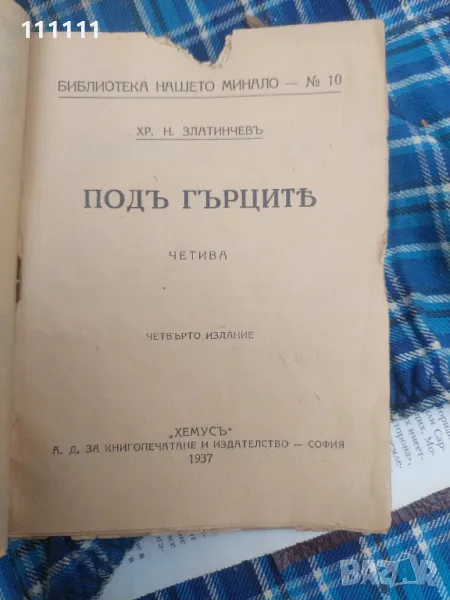 111111
БИБЛИОТЕКА НАШЕТО МИНАЛО — № 10
ХР. Н. ЗЛАТИНЧЕВЪ
ПОДЪ ГЪРЦИТѢ
ЧЕТИВА
ЧЕТВЪРТО ИЗДАНИЕ
„ХЕМУСЪ"
А. Д. ЗА КНИГОПЕЧАТАНЕ И ИЗДАТЕЛСТВО — СОФИЯ
1937
BAZAR